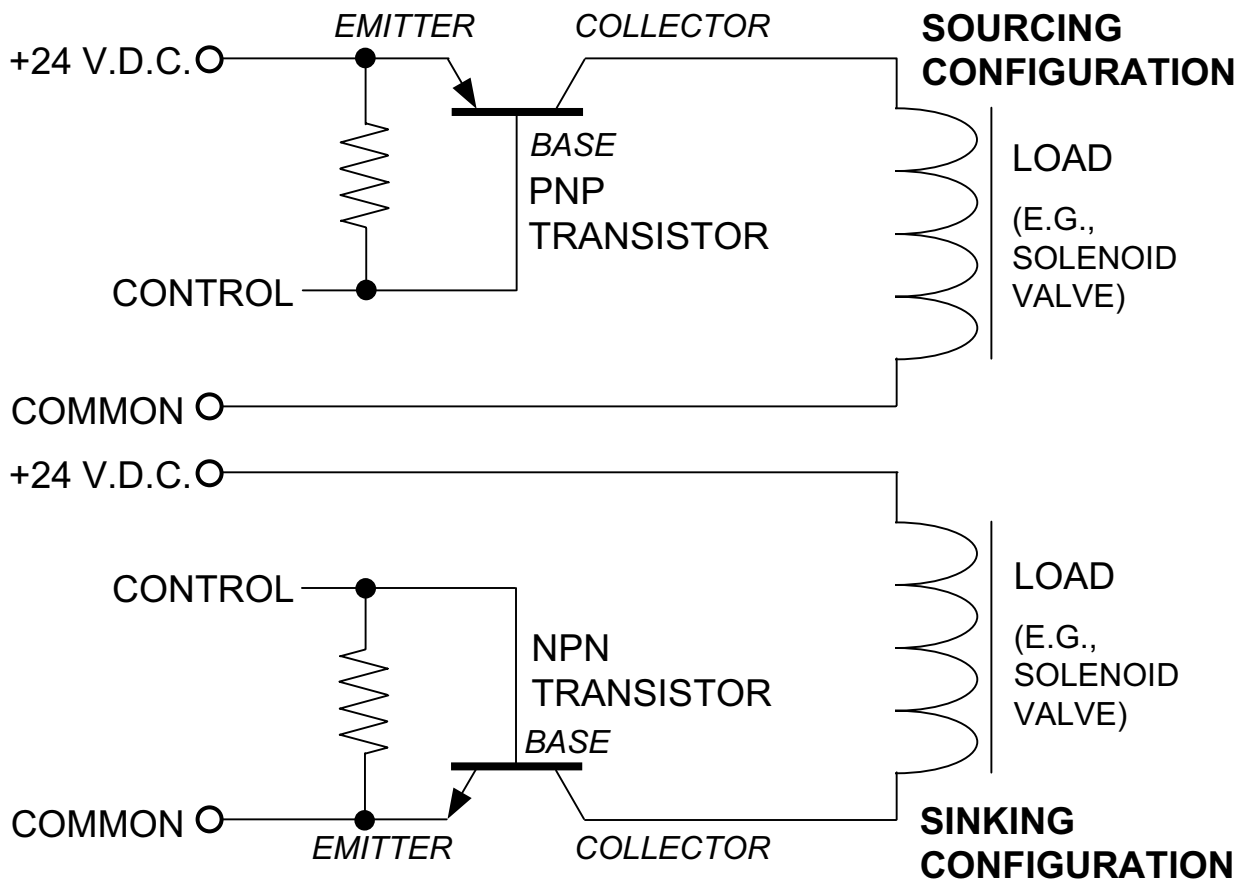 EMITTER
COLLECTOR
SOURCING
CONFIGURATION
+24 V.D.C.
BASE
PNP
TRANSISTOR
LOAD
(E.G.,
SOLENOID
VALVE)
CONTROL
COMMON
+24 V.D.C.
CONTROL
NPN
TRANSISTOR
BASE
LOAD
(E.G.,
SOLENOID
VALVE)
COMMON
EMITTER
COLLECTOR
SINKING
CONFIGURATION